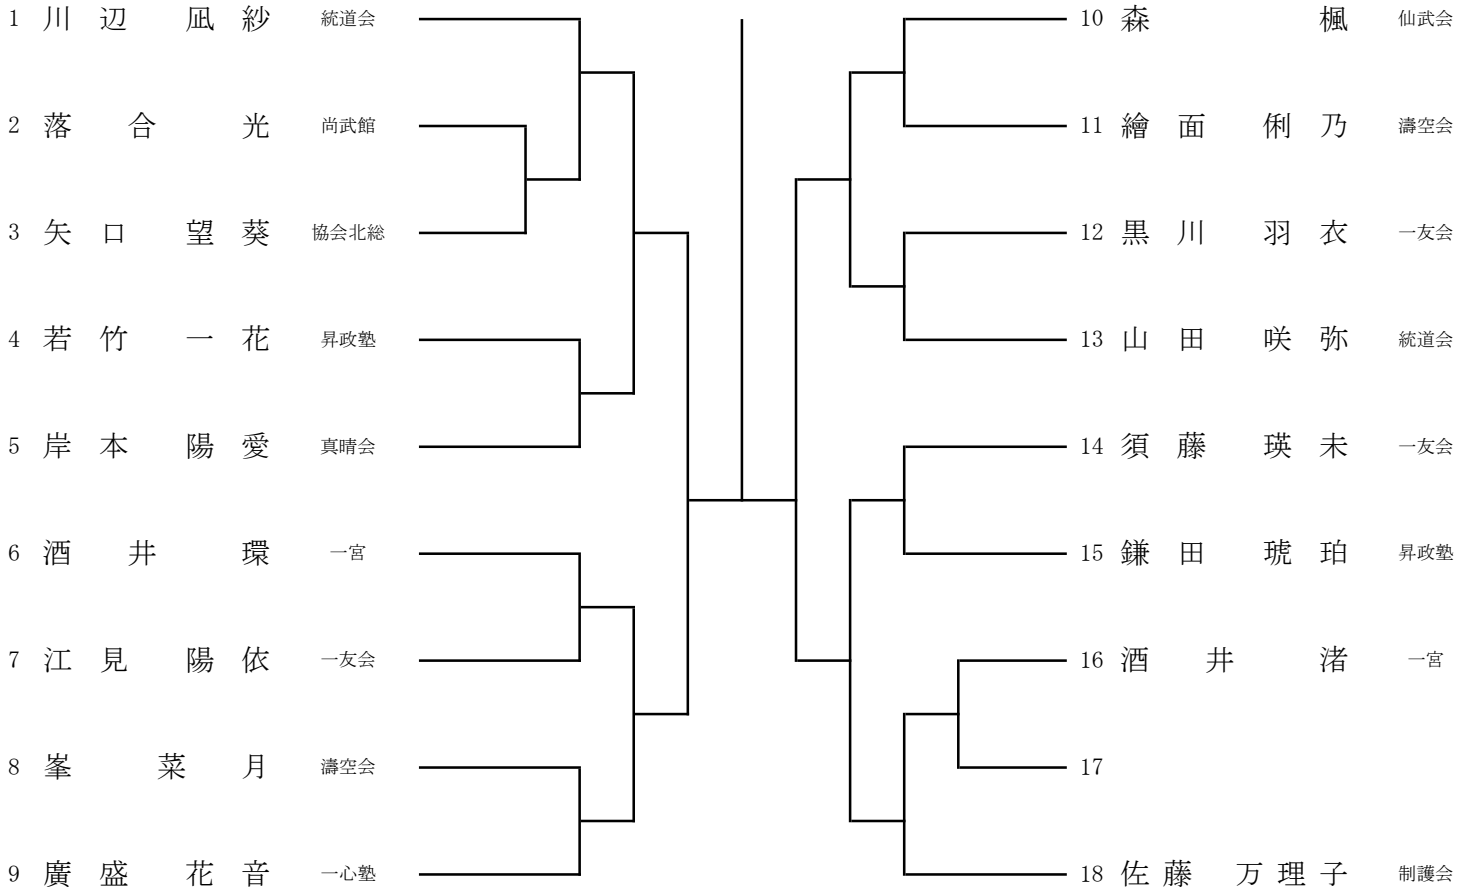 1 川辺 凪紗 統道会
2 落合 光 尚武館
3 矢口 望葵 協会北総
4 若竹 一花 昇政塾
5 岸本 陽愛 真晴会
6 酒井 環 一宮
7 江見 陽依 一友会
8 峯 菜月 濤空会
9 廣盛 花音 一心塾
10 森 楓 仙武会
11 繪面 俐乃 濤空会
12 黒川 羽衣 一友会
13 山田 咲弥 統道会
14 須藤 瑛未 一友会
15 鎌田 琥珀 昇政塾
16 酒井 渚 一宮
17
18 佐藤 万理子 制護会